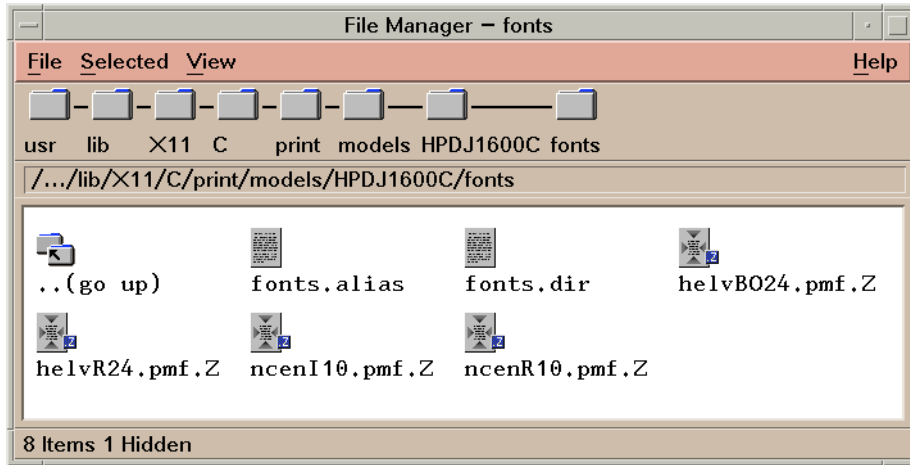 File Manager – fonts
File Selected View Help
usr lib X11 C print models HPDJ1600C fonts
/.../lib/X11/C/print/models/HPDJ1600C/fonts
..(go up) fonts.alias fonts.dir helvBO24.pmf.Z
helvR24.pmf.Z ncenI10.pmf.Z ncenR10.pmf.Z
8 Items 1 Hidden